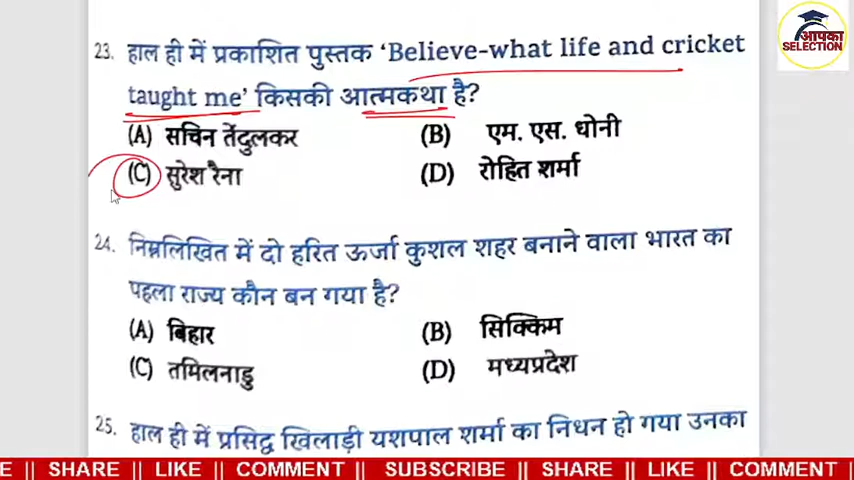 आपका
SELECTION
23. हाल ही में प्रकाशित पुस्तक ‘Believe-what life and cricket
taught me’ किसकी आत्मकथा है?
(A) सचिन तेंदुलकर (B) एम. एस. धोनी
(C) सुरेश रैना (D) रोहित शर्मा
24. निम्नलिखित में दो हरित ऊर्जा कुशल शहर बनाने वाला भारत का
पहला राज्य कौन बन गया है?
(A) बिहार (B) सिक्किम
(C) तमिलनाडु (D) मध्यप्रदेश
25. हाल ही में प्रसिद्ध खिलाड़ी यशपाल शर्मा का निधन हो गया उनका
E || SHARE || LIKE || COMMENT || SUBSCRIBE || SHARE || LIKE || COMMENT